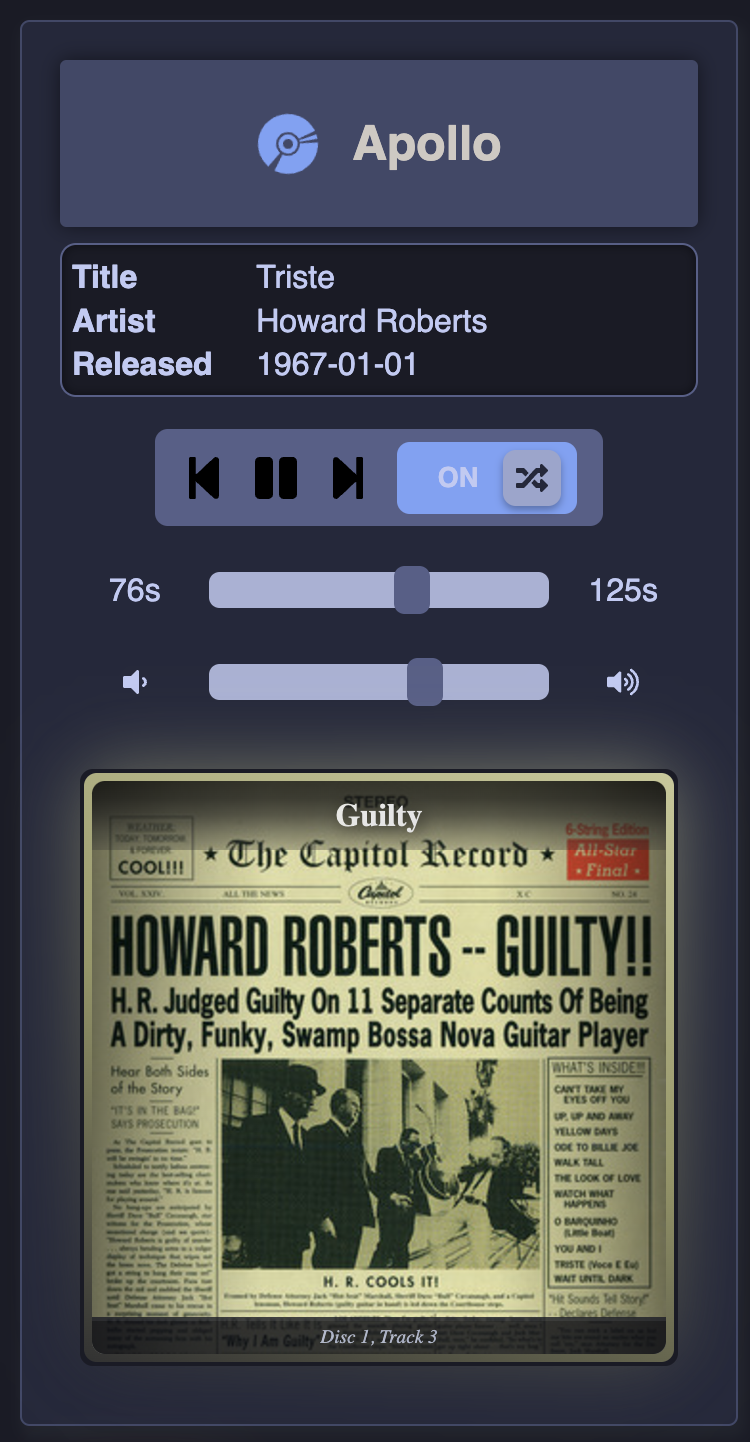 Apollo
Title Triste
Artist Howard Roberts
Released 1967-01-01
ON
76s 125s
STEREO
Guilty
WEATHER:
TODAY, TOMORROW,
& FOREVER:
COOL!!!
★ The Capitol Record ★
6-String Edition
All-Star
• Final •
VOL. XXIV. ALL THE NEWS Capitol X C NO. 24
HOWARD ROBERTS -- GUILTY!!
H. R. Judged Guilty On 11 Separate Counts Of Being
A Dirty, Funky, Swamp Bossa Nova Guitar Player
Hear Both Sides
of the Story
"IT'S IN THE BAG!"
SAYS PROSECUTION
WHAT'S INSIDE!!!
CAN'T TAKE MY
EYES OFF YOU
UP, UP AND AWAY
YELLOW DAYS
ODE TO BILLIE JOE
WALK TALL
THE LOOK OF LOVE
WATCH WHAT
HAPPENS
O BARQUINHO
(Little Boat)
YOU AND I
TRISTE (Voce E Eu)
WAIT UNTIL DARK
H. R. COOLS IT!
"Hit Sounds Tell Story!"
Declares Defense
"Why I Am Guilty"
Disc 1, Track 3